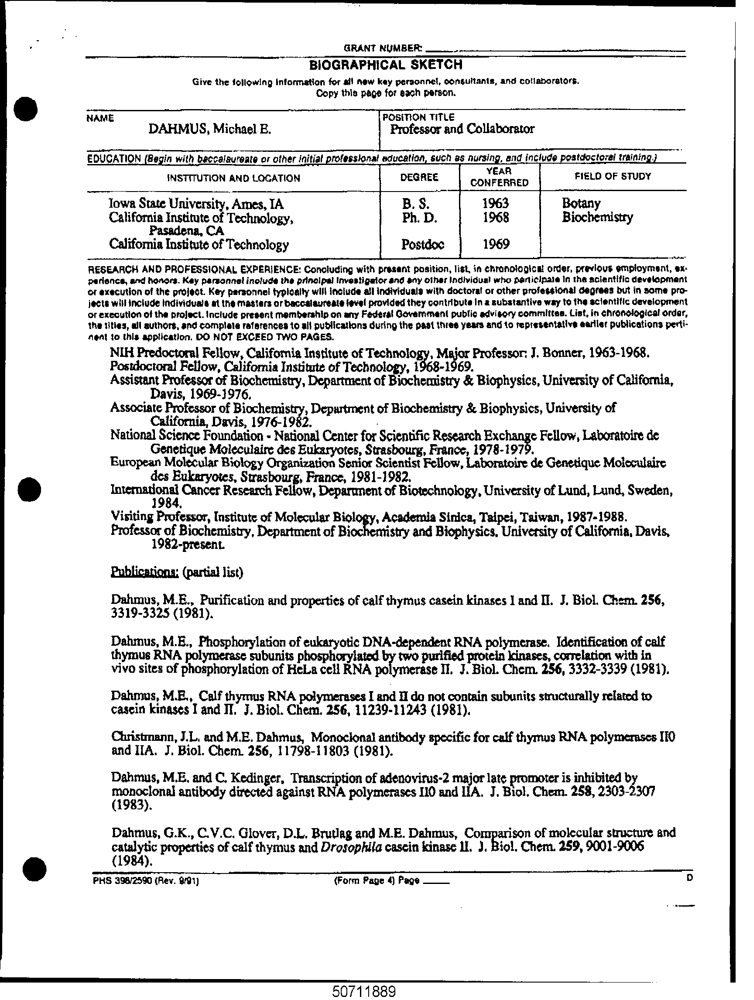 GRANT NUMBER:
BIOGRAPHICAL SKETCH
Give the following information for all new key personnel, consultants, and collaborators.
Copy this page for each person.
NAME
DAHMUS, Michael E.
POSITION TITLE
Professor and Collaborator
EDUCATION (Begin with baccalaureate or other initial professional education, such as nursing, and include postdoctoral training.)
INSTITUTION AND LOCATION DEGREE YEAR CONFERRED FIELD OF STUDY
Iowa State University, Ames, IA B. S. 1963 Botany
California Institute of Technology, Ph. D. 1968 Biochemistry
Pasadena, CA
California Institute of Technology Postdoc 1969
RESEARCH AND PROFESSIONAL EXPERIENCE: Concluding with present position, list, in chronological order, previous employment, ex-
perience, and honors. Key personnel include the principal investigator and any other individual who participate in the scientific development
or execution of the project. Key personnel typically will include all individuals with doctoral or other professional degrees but in some pro-
jects will include individuals at the masters or baccalaureate level provided they contribute in a substantive way to the scientific development
or execution of the project. Include present membership on any Federal Government public advisory committee. List, in chronological order,
the titles, all authors, and complete references to all publications during the past three years and to representative earlier publications perti-
nent to this application. DO NOT EXCEED TWO PAGES.
NIH Predoctoral Fellow, California Institute of Technology, Major Professor: J. Bonner, 1963-1968.
Postdoctoral Fellow, California Institute of Technology, 1968-1969.
Assistant Professor of Biochemistry, Department of Biochemistry & Biophysics, University of California,
Davis, 1969-1976.
Associate Professor of Biochemistry, Department of Biochemistry & Biophysics, University of
California, Davis, 1976-1982.
National Science Foundation - National Center for Scientific Research Exchange Fellow, Laboratoire de
Genetique Moleculaire des Eukaryotes, Strasbourg, France, 1978-1979.
European Molecular Biology Organization Senior Scientist Fellow, Laboratoire de Genetique Moleculaire
des Eukaryotes, Strasbourg, France, 1981-1982.
International Cancer Research Fellow, Department of Biotechnology, University of Lund, Lund, Sweden,
1984.
Visiting Professor, Institute of Molecular Biology, Academia Sinica, Taipei, Taiwan, 1987-1988.
Professor of Biochemistry, Department of Biochemistry and Biophysics, University of California, Davis,
1982-present.
Publications: (partial list)
Dahmus, M.E., Purification and properties of calf thymus casein kinases I and II. J. Biol. Chem. 256,
3319-3325 (1981).
Dahmus, M.E., Phosphorylation of eukaryotic DNA-dependent RNA polymerase. Identification of calf
thymus RNA polymerase subunits phosphorylated by two purified protein kinases, correlation with in
vivo sites of phosphorylation of HeLa cell RNA polymerase II. J. Biol. Chem. 256, 3332-3339 (1981).
Dahmus, M.E., Calf thymus RNA polymerases I and II do not contain subunits structurally related to
casein kinases I and II. J. Biol. Chem. 256, 11239-11243 (1981).
Christmann, J.L. and M.E. Dahmus, Monoclonal antibody specific for calf thymus RNA polymerases IIO
and IIA. J. Biol. Chem. 256, 11798-11803 (1981).
Dahmus, M.E. and C. Kedinger, Transcription of adenovirus-2 major late promoter is inhibited by
monoclonal antibody directed against RNA polymerases IIO and IIA. J. Biol. Chem. 258, 2303-2307
(1983).
Dahmus, G.K., C.V.C. Glover, D.L. Brutlag and M.E. Dahmus, Comparison of molecular structure and
catalytic properties of calf thymus and Drosophila casein kinase II. J. Biol. Chem. 259, 9001-9006
(1984).
PHS 398/2590 (Rev. 9/91) (Form Page 4) Page D
50711889